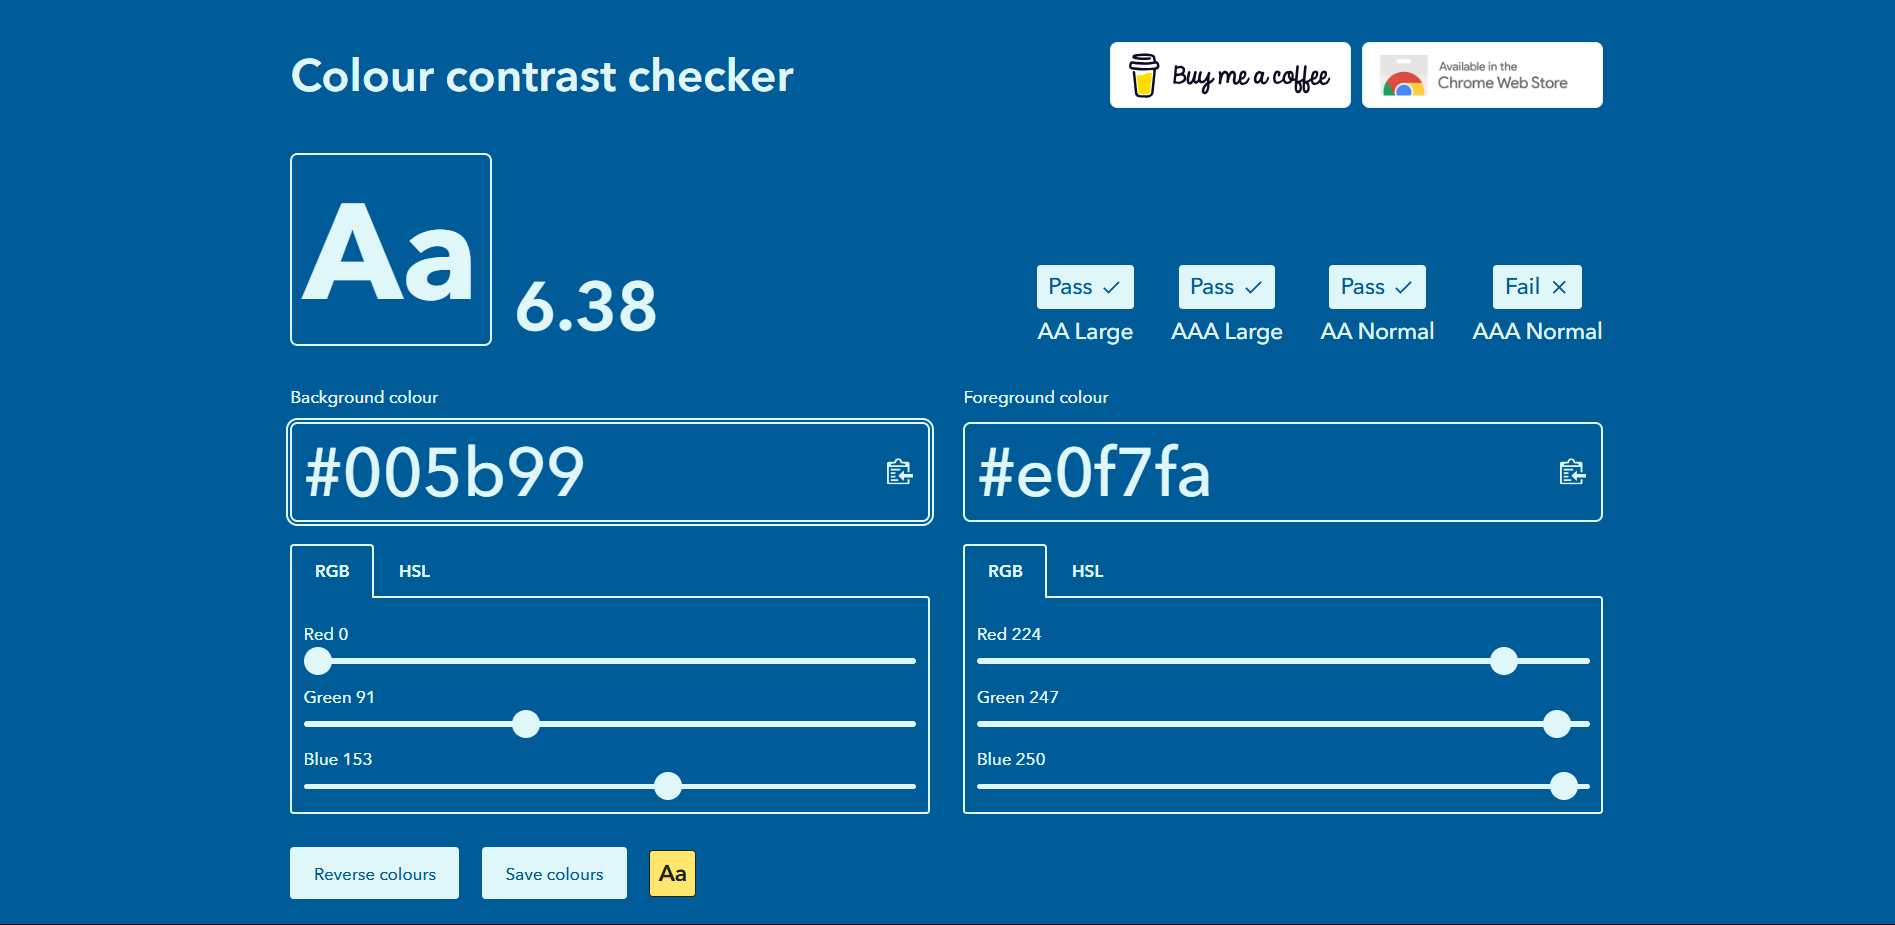 Colour contrast checker
Buy me a coffee
Available in the
Chrome Web Store
Aa
6.38
Pass
AA Large
Pass
AAA Large
Pass
AA Normal
Fail
AAA Normal
Background colour
#005b99
RGB
HSL
Red 0
Green 91
Blue 153
Foreground colour
#e0f7fa
RGB
HSL
Red 224
Green 247
Blue 250
Reverse colours
Save colours
Aa